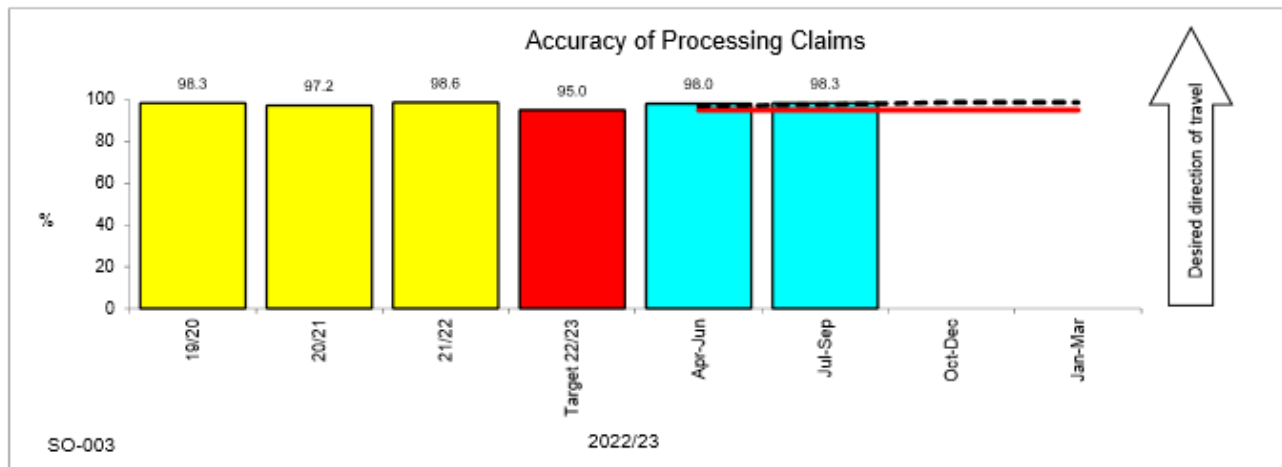 Accuracy of Processing Claims
98.3
97.2
98.6
95.0
98.0
98.3
100
80
60
40
20
0
%
19/20
20/21
21/22
Target 22/23
Apr-Jun
Jul-Sep
Oct-Dec
Jan-Mar
Desired direction of travel
SO-003
2022/23